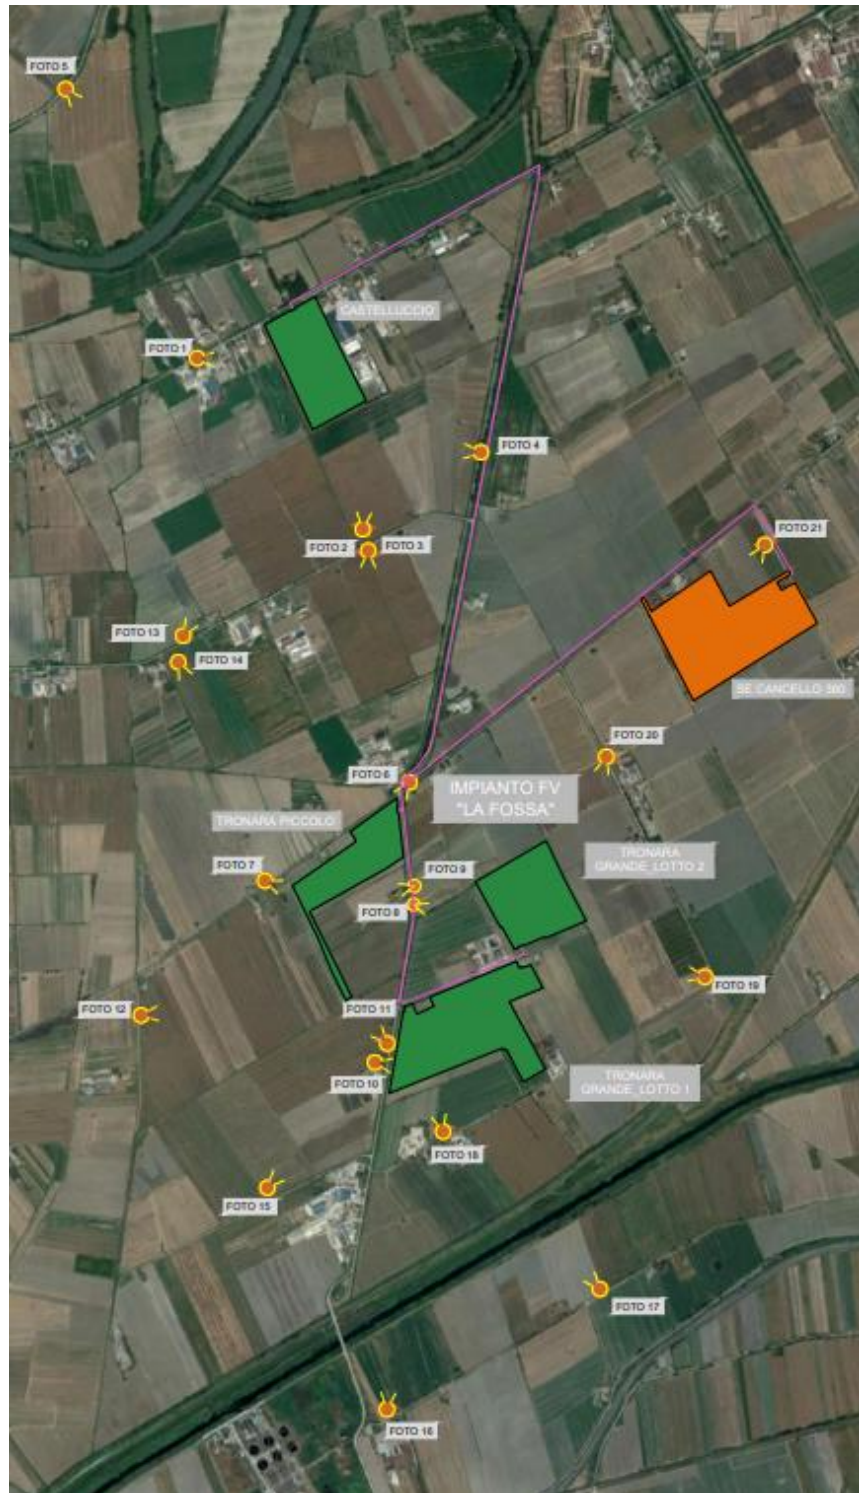 FOTO 5
CASTELLUCCIO
FOTO 1
FOTO 4
FOTO 2
FOTO 3
FOTO 21
FOTO 13
FOTO 14
SE CANCELLO 380
FOTO 20
FOTO 6
IMPIANTO FV
"LA FOSSA"
TRONARA PICCOLO
TRONARA
GRANDE_LOTTO 2
FOTO 7
FOTO 9
FOTO 8
FOTO 19
FOTO 12
FOTO 11
FOTO 10
TRONARA
GRANDE_LOTTO 1
FOTO 18
FOTO 15
FOTO 17
FOTO 16